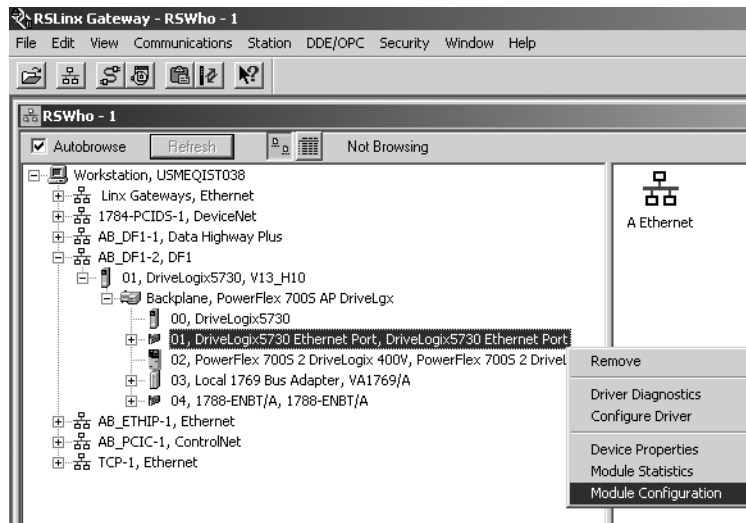 RSLinx Gateway - RSWho - 1
File Edit View Communications Station DDE/OPC Security Window Help
RSWho - 1
Autobrowse Refresh Not Browsing
Workstation, USMEQIST038
Linx Gateways, Ethernet
1784-PCIDS-1, DeviceNet
AB_DF1-1, Data Highway Plus
AB_DF1-2, DF1
01, DriveLogix5730, V13_H10
Backplane, PowerFlex 700S AP DriveLgx
00, DriveLogix5730
01, DriveLogix5730 Ethernet Port, DriveLogix5730 Ethernet Port
02, PowerFlex 700S 2 DriveLogix 400V, PowerFlex 700S 2 DriveL
03, Local 1769 Bus Adapter, VA1769/A
04, 1788-ENBT/A, 1788-ENBT/A
AB_ETHIP-1, Ethernet
AB_PCIC-1, ControlNet
TCP-1, Ethernet
A Ethernet
Remove
Driver Diagnostics
Configure Driver
Device Properties
Module Statistics
Module Configuration